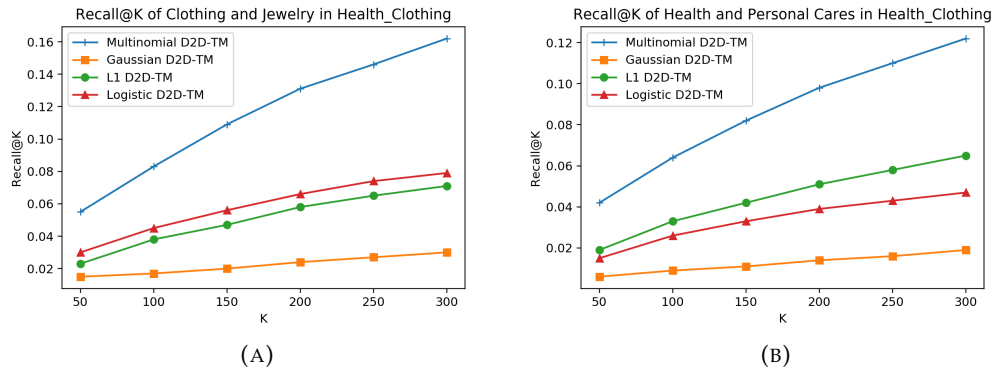 Recall@K of Clothing and Jewelry in Health_Clothing
Multinomial D2D-TM
Gaussian D2D-TM
L1 D2D-TM
Logistic D2D-TM
Recall@K
0.16
0.14
0.12
0.10
0.08
0.06
0.04
0.02
50 100 150 200 250 300
K
(A)
Recall@K of Health and Personal Cares in Health_Clothing
Multinomial D2D-TM
Gaussian D2D-TM
L1 D2D-TM
Logistic D2D-TM
Recall@K
0.12
0.10
0.08
0.06
0.04
0.02
50 100 150 200 250 300
K
(B)